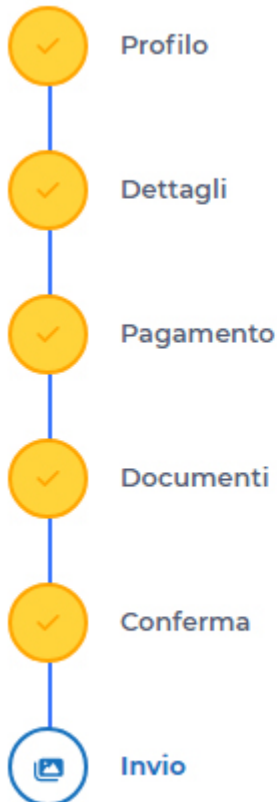 Profilo
Dettagli
Pagamento
Documenti
Conferma
Invio